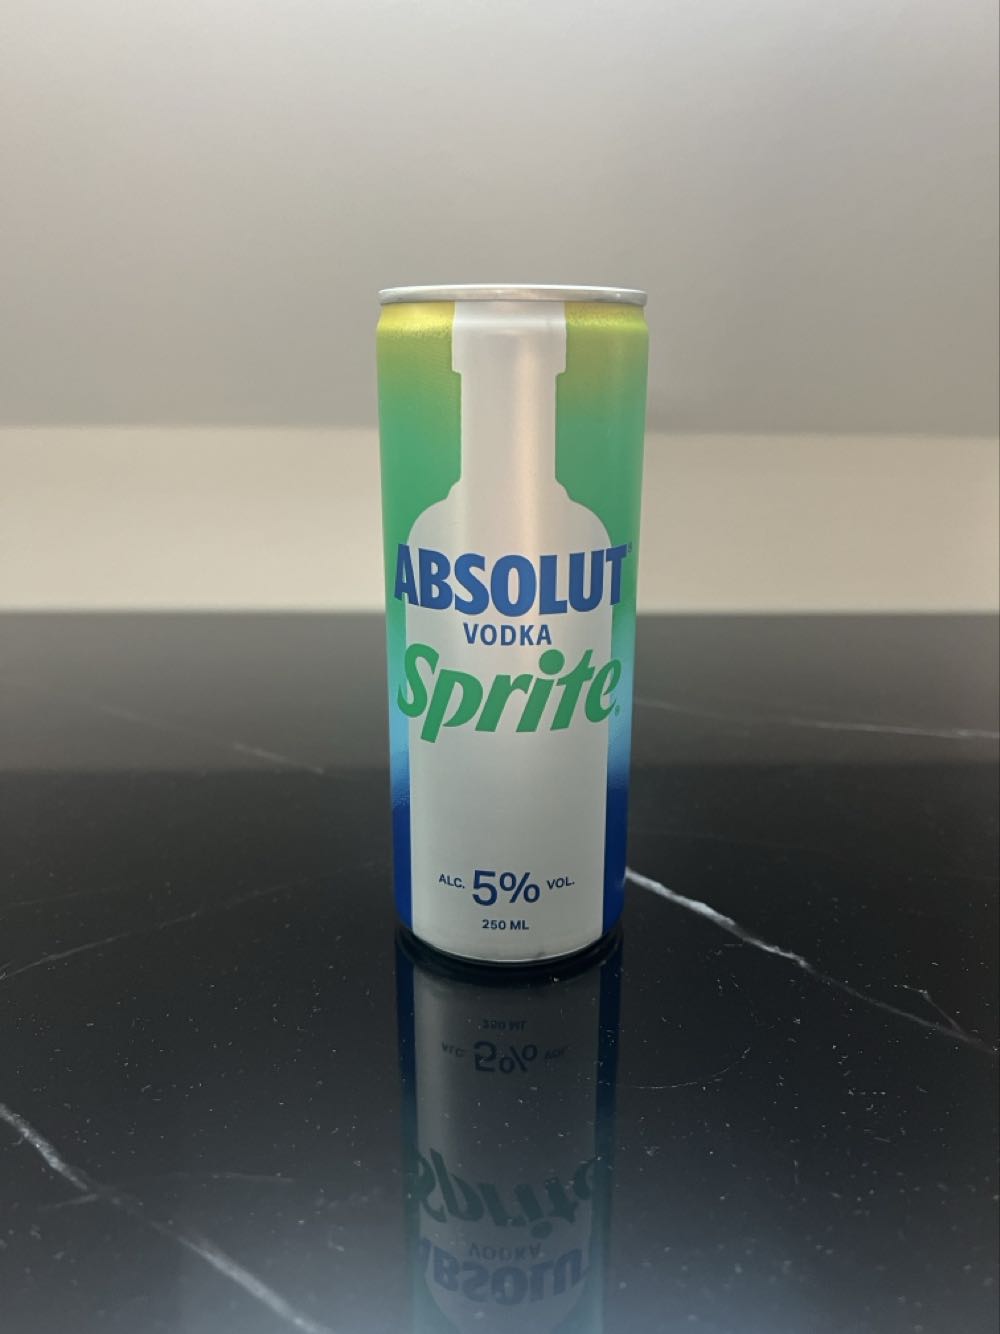 ABSOLUT®
VODKA
Sprite®
ALC. 5% VOL.
250 ML